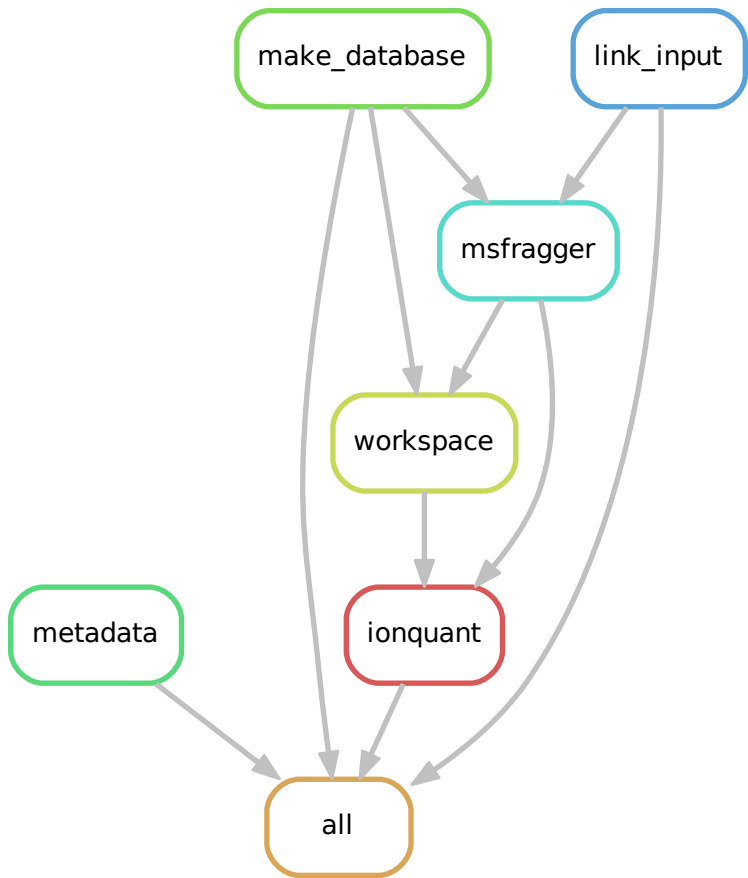 make_database
link_input
msfragger
workspace
metadata
ionquant
all